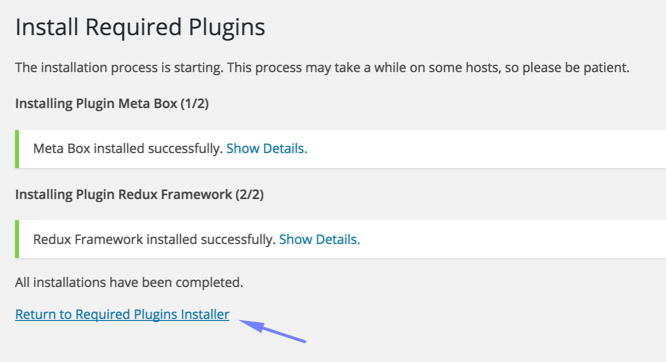 Install Required Plugins
The installation process is starting. This process may take a while on some hosts, so please be patient.
Installing Plugin Meta Box (1/2)
Meta Box installed successfully. Show Details.
Installing Plugin Redux Framework (2/2)
Redux Framework installed successfully. Show Details.
All installations have been completed.
Return to Required Plugins Installer